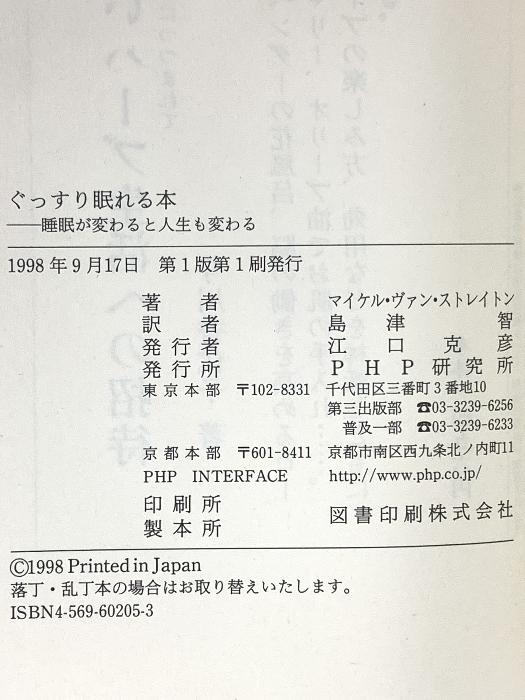 ぐっすり眠れる本
——睡眠が変わると人生も変わる
1998年9月17日 第1版第1刷発行
著者 マイケル・ヴァン・ストレイトン
訳者 島津智
発行者 江口克彦
発行所 PHP研究所
東京本部 〒102-8331 千代田区三番町3番地10
第三出版部 ☎03-3239-6256
普及一部 ☎03-3239-6233
京都本部 〒601-8411 京都市南区西九条北ノ内町11
PHP INTERFACE http://www.php.co.jp/
印刷所
製本所 図書印刷株式会社
©1998 Printed in Japan
落丁・乱丁本の場合はお取り替えいたします。
ISBN4-569-60205-3